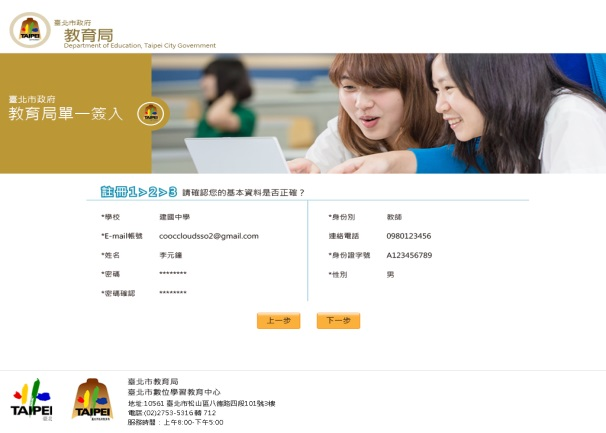 臺北市政府
教育局
Department of Education, Taipei City Government
臺北市政府
教育局單一簽入
TAIPEI
註冊1>2>3 請確認您的基本資料是否正確？
*學校 建國中學
*身份別 教師
*E-mail帳號 cooccloudsso2@gmail.com
連絡電話 0980123456
*姓名 李元鐘
*身份證字號 A123456789
*密碼 ********
*性別 男
*密碼確認 ********
上一步 下一步
臺北市教育局
臺北市數位學習教育中心
地址:10561 臺北市松山區八德路四段101號3樓
電話:(02)2753-5316 轉 712
服務時間：上午8:00-下午5:00
TAIPEI
臺北
TAIPEI